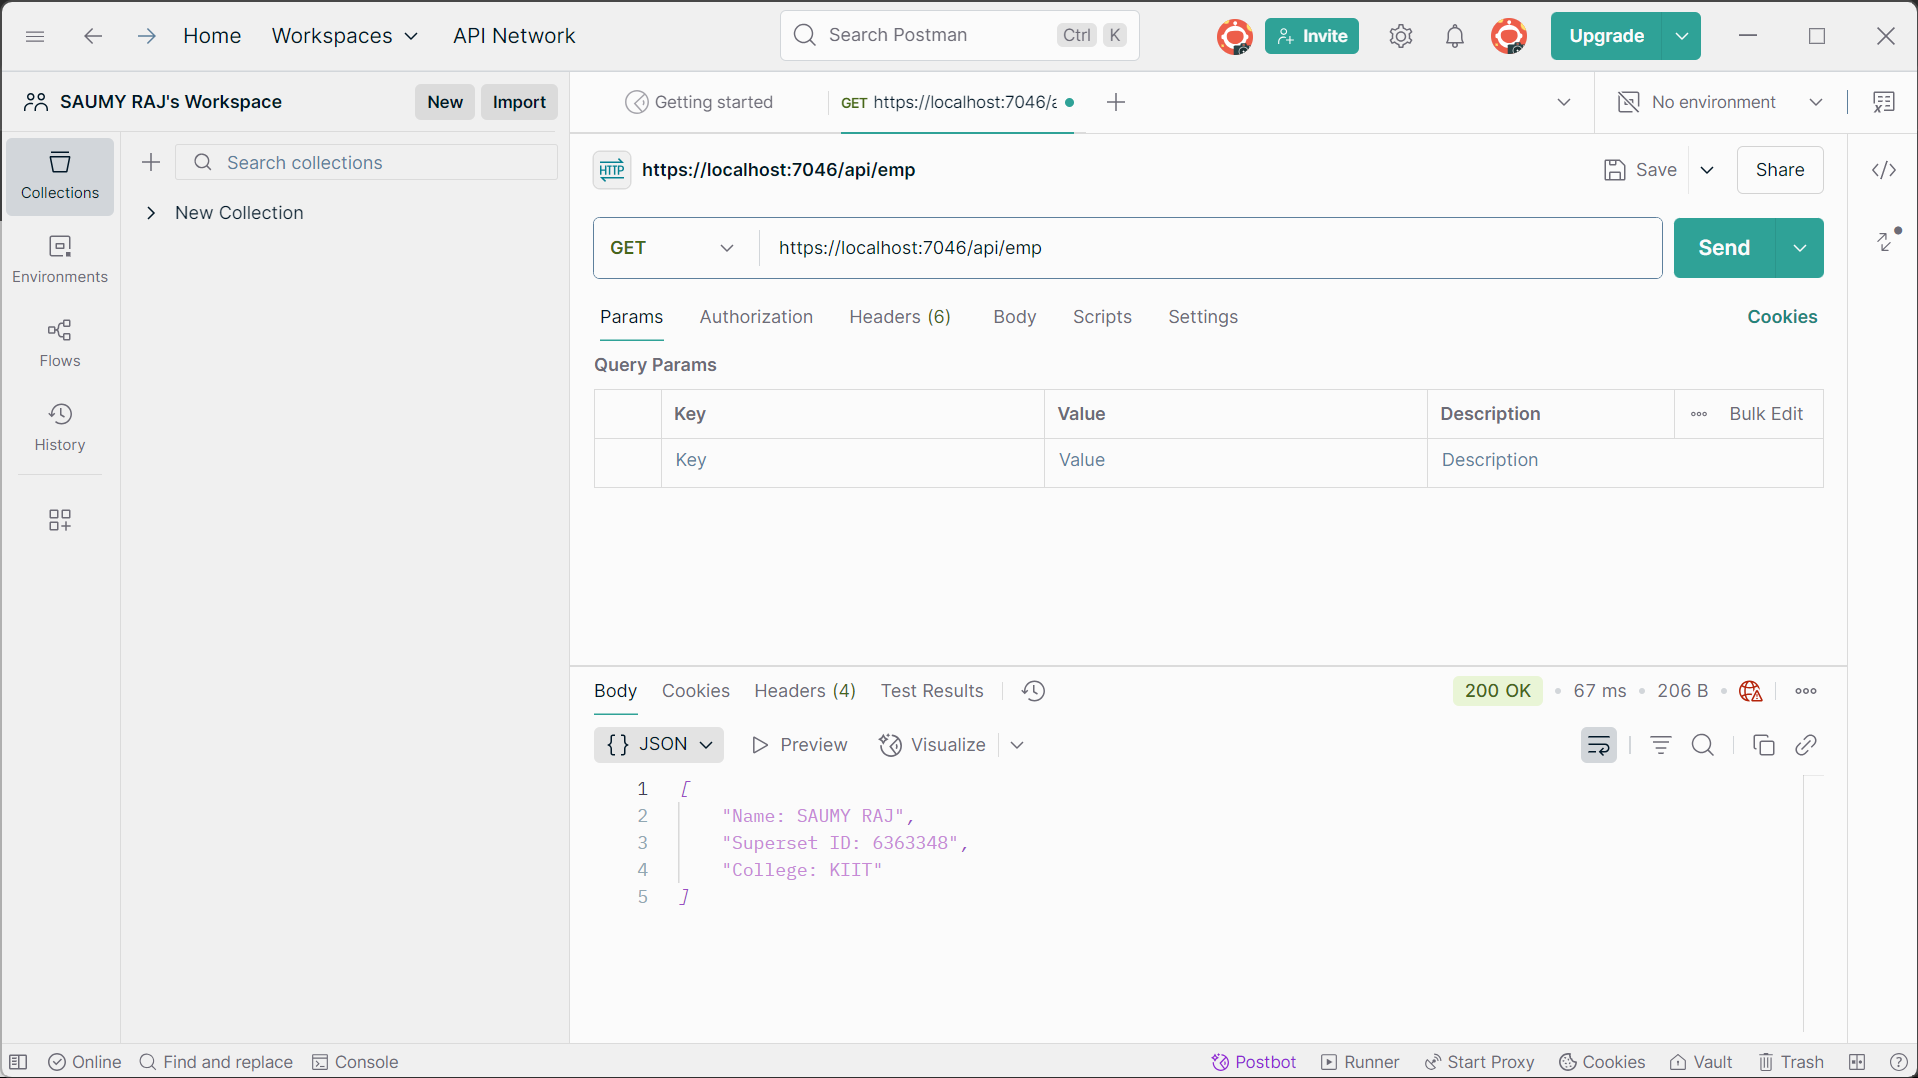 Home Workspaces API Network Search Postman Ctrl K Invite Upgrade
SAUMY RAJ's Workspace New Import Getting started GET https://localhost:7046/a No environment
Collections Search collections https://localhost:7046/api/emp Save Share
New Collection
GET https://localhost:7046/api/emp Send
Environments
Params Authorization Headers (6) Body Scripts Settings Cookies
Flows
Query Params
Key Value Description Bulk Edit
History
Key Value Description
Body Cookies Headers (4) Test Results 200 OK 67 ms 206 B
{} JSON Preview Visualize
1 [
2 "Name: SAUMY RAJ",
3 "Superset ID: 6363348",
4 "College: KIIT"
5 ]
Online Find and replace Console Postbot Runner Start Proxy Cookies Vault Trash